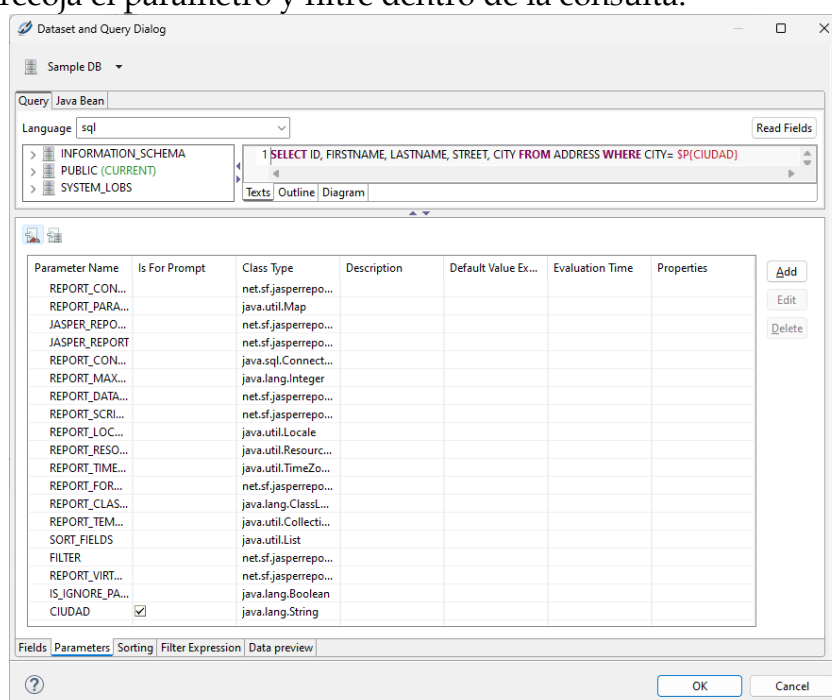 recoja el parámetro y filtre dentro de la consulta.
Dataset and Query Dialog
Sample DB
Query Java Bean
Language sql Read Fields
INFORMATION_SCHEMA
PUBLIC (CURRENT)
SYSTEM_LOBS
1 SELECT ID, FIRSTNAME, LASTNAME, STREET, CITY FROM ADDRESS WHERE CITY= $P{CIUDAD}
Texts Outline Diagram
Parameter Name Is For Prompt Class Type Description Default Value Ex... Evaluation Time Properties
REPORT_CON... net.sf.jasperrepo...
REPORT_PARA... java.util.Map
JASPER_REPO... net.sf.jasperrepo...
JASPER_REPORT net.sf.jasperrepo...
REPORT_CON... java.sql.Connect...
REPORT_MAX... java.lang.Integer
REPORT_DATA... net.sf.jasperrepo...
REPORT_SCRI... net.sf.jasperrepo...
REPORT_LOC... java.util.Locale
REPORT_RESO... java.util.Resourc...
REPORT_TIME... java.util.TimeZo...
REPORT_FOR... net.sf.jasperrepo...
REPORT_CLAS... java.lang.ClassL...
REPORT_TEM... java.util.Collecti...
SORT_FIELDS java.util.List
FILTER net.sf.jasperrepo...
REPORT_VIRT... net.sf.jasperrepo...
IS_IGNORE_PA... java.lang.Boolean
CIUDAD java.lang.String
Add
Edit
Delete
Fields Parameters Sorting Filter Expression Data preview
OK Cancel